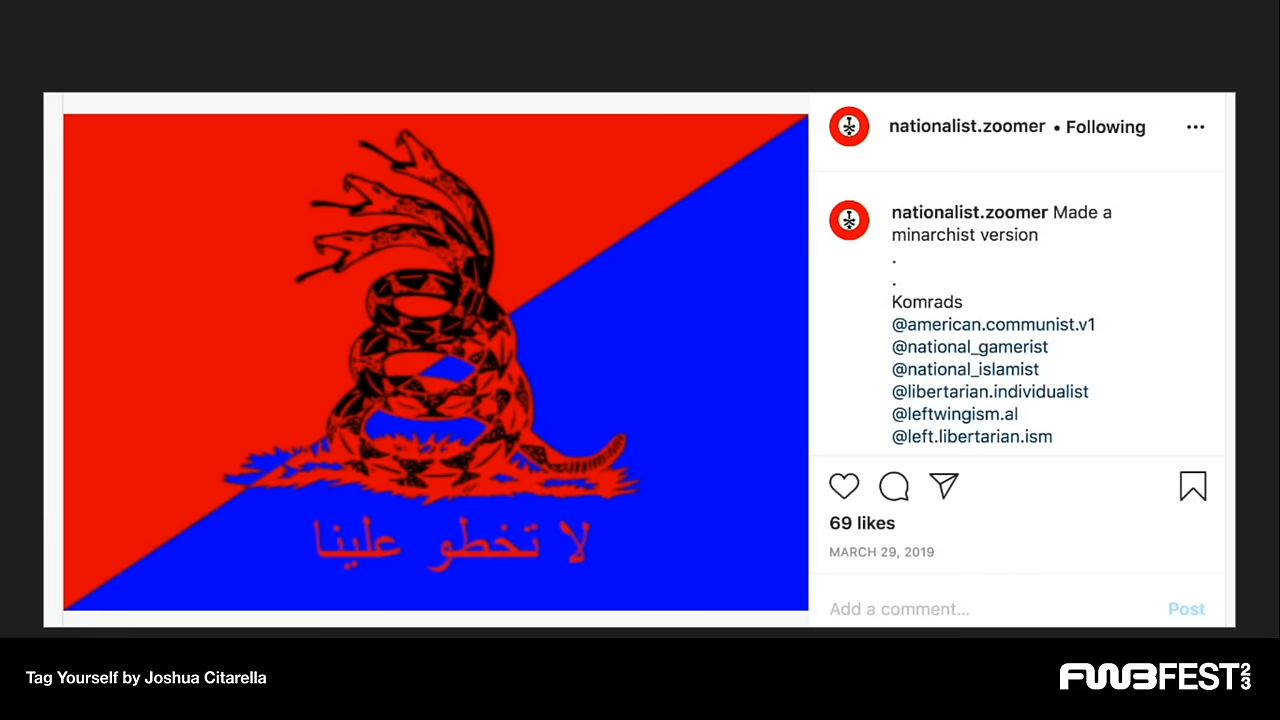 nationalist.zoomer • Following
nationalist.zoomer Made a
minarchist version
.
.
Komrads
@american.communist.v1
@national_gamerist
@national_islamist
@libertarian.individualist
@leftwingism.al
@left.libertarian.ism
لا تخطو علينا
69 likes
MARCH 29, 2019
Add a comment... Post
Tag Yourself by Joshua Citarella
FWBFEST23